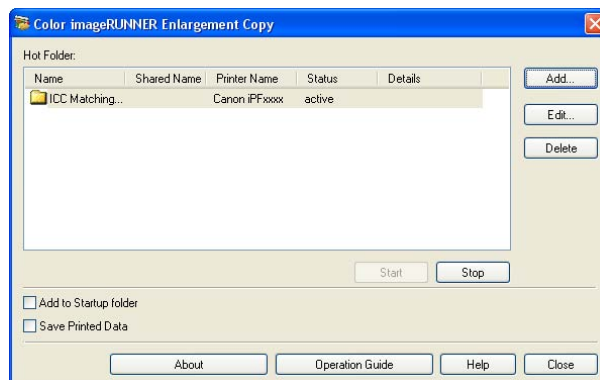 Color imageRUNNER Enlargement Copy
Hot Folder:
Name Shared Name Printer Name Status Details
ICC Matching... Canon iPFxxxx active
Add...
Edit...
Delete
Start Stop
Add to Startup folder
Save Printed Data
About Operation Guide Help Close